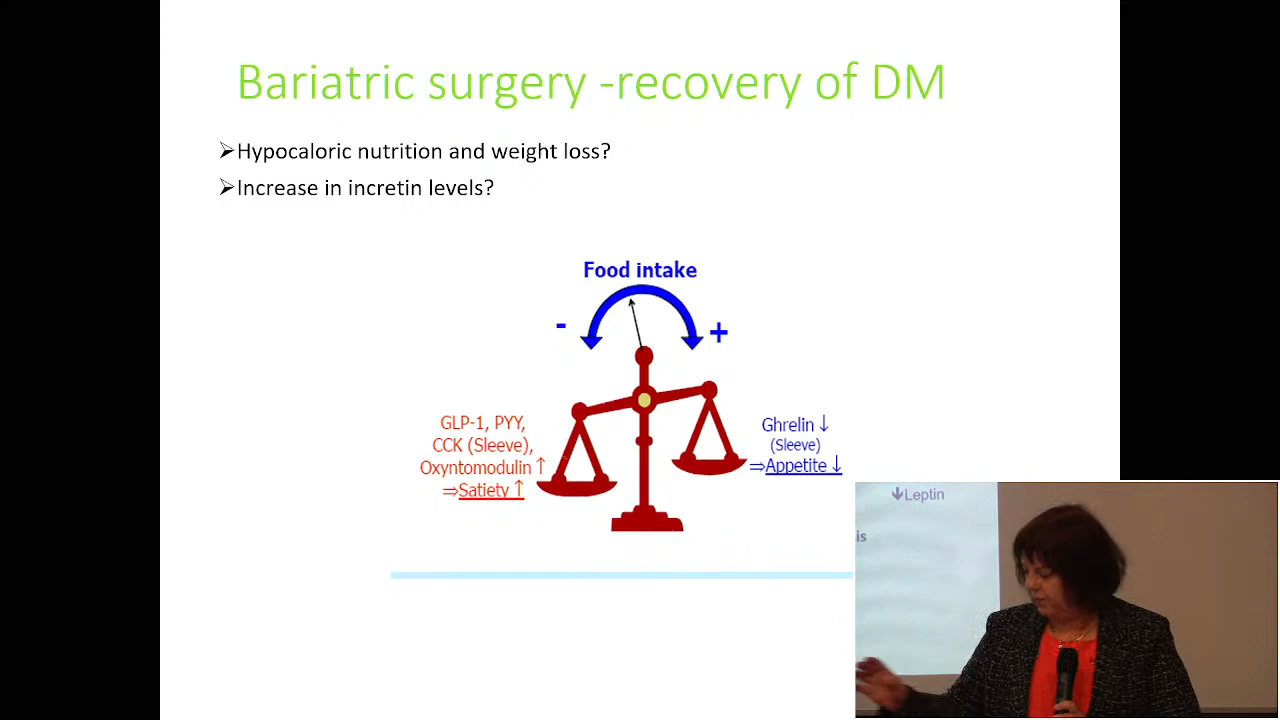 Bariatric surgery -recovery of DM
➢Hypocaloric nutrition and weight loss?
➢Increase in incretin levels?
Food intake
- +
GLP-1, PYY,
CCK (Sleeve),
Oxyntomodulin ↑
⇒Satiety ↑
Ghrelin ↓
(Sleeve)
⇒Appetite ↓
↓Leptin
is